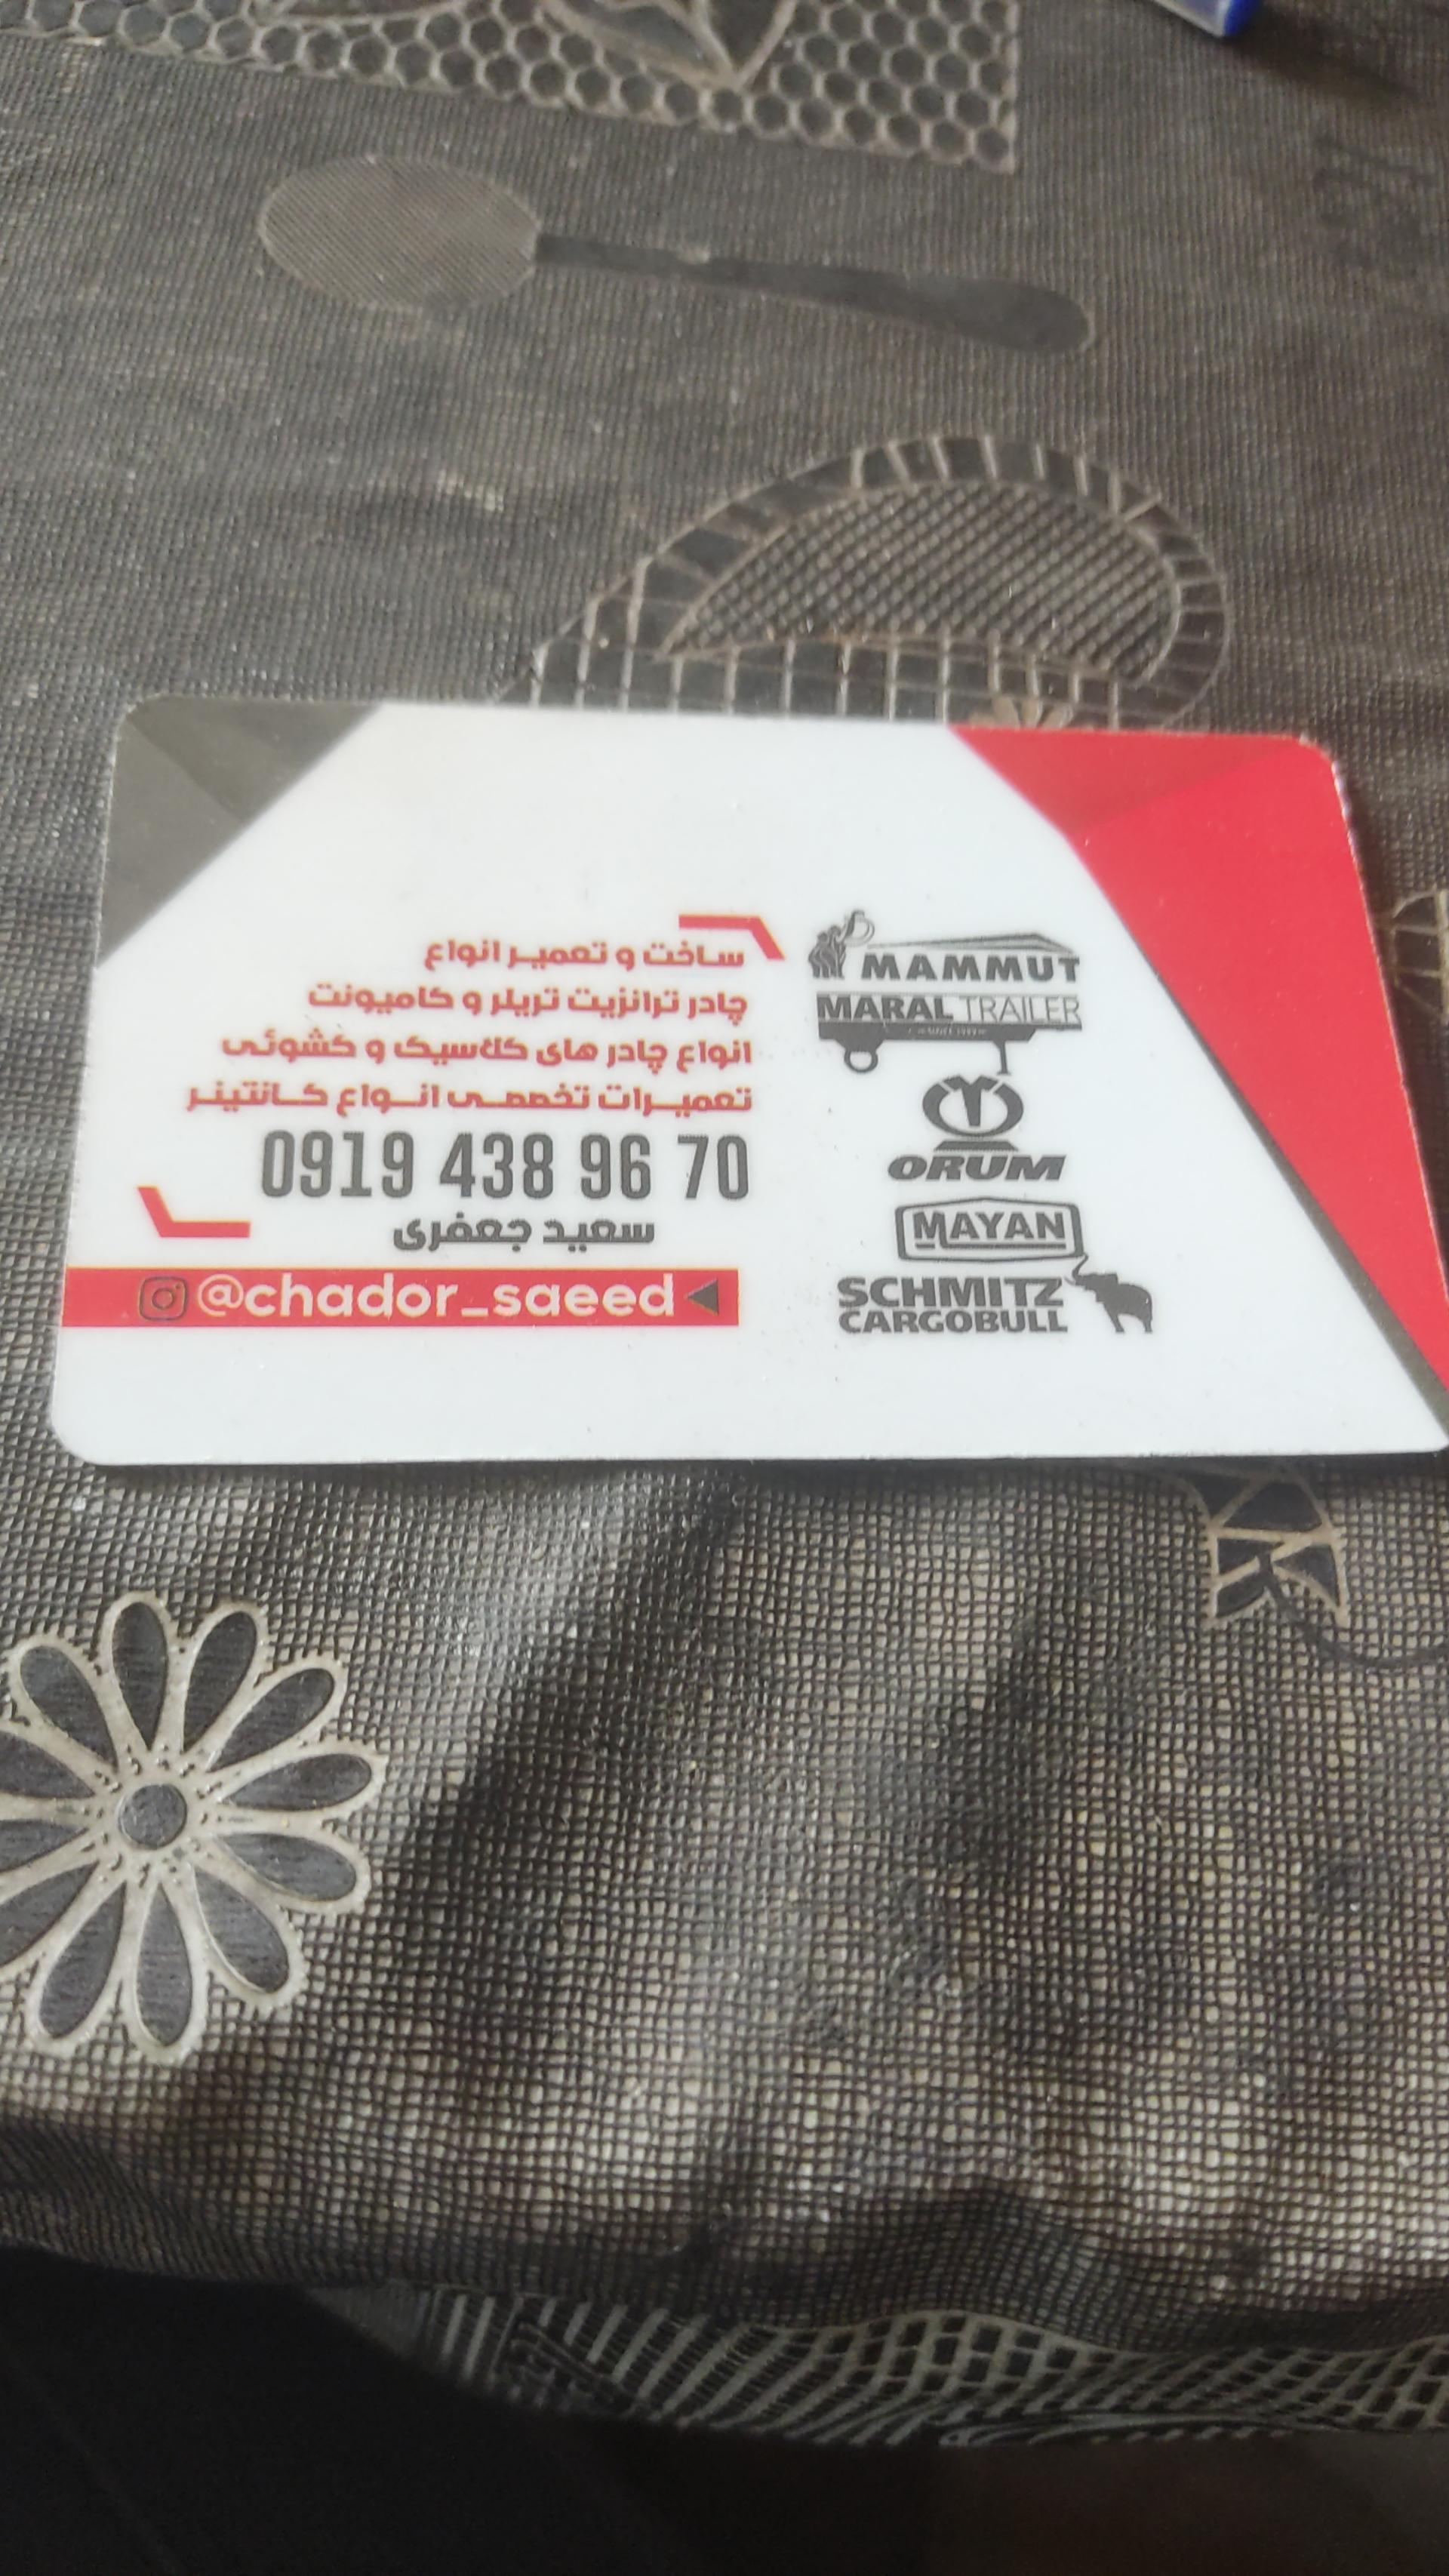 ساخت و تعمیر انواع
چادر ترانزیت تریلر و کامیونت
انواع چادر های کلاسیک و کشوئی
تعمیرات تخصصی انواع کانتینر
0919 438 96 70
سعید جعفری
@chador_saeed
MAMMUT
MARAL TRAILER
ORUM
MAYAN
SCHMITZ
CARGOBULL